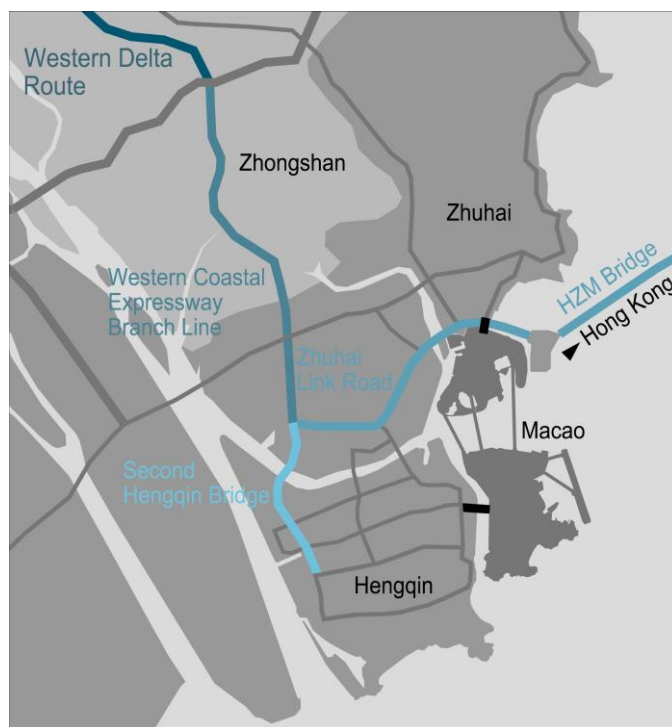 Western Delta
Route
Zhongshan
Zhuhai
Western Coastal
Expressway
Branch Line
HZM Bridge
Hong Kong
Zhuhai
Link Road
Macao
Second
Hengqin Bridge
Hengqin